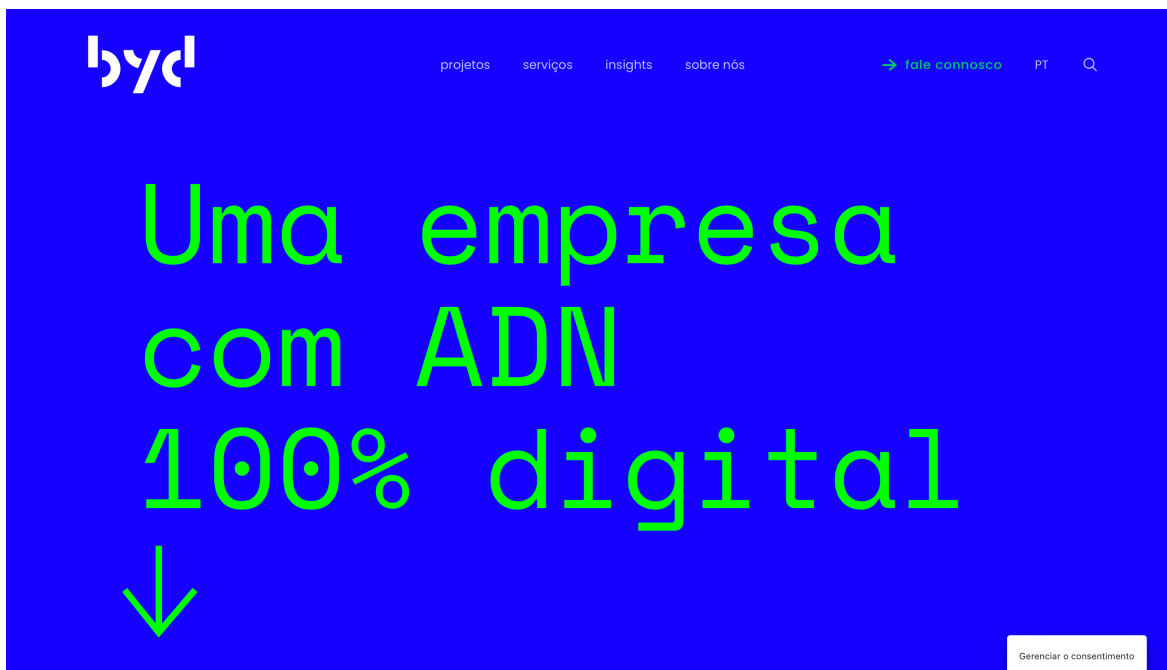 byd
projetos serviços insights sobre nós fale connosco PT
Uma empresa
com ADN
100% digital
Gerenciar o consentimento